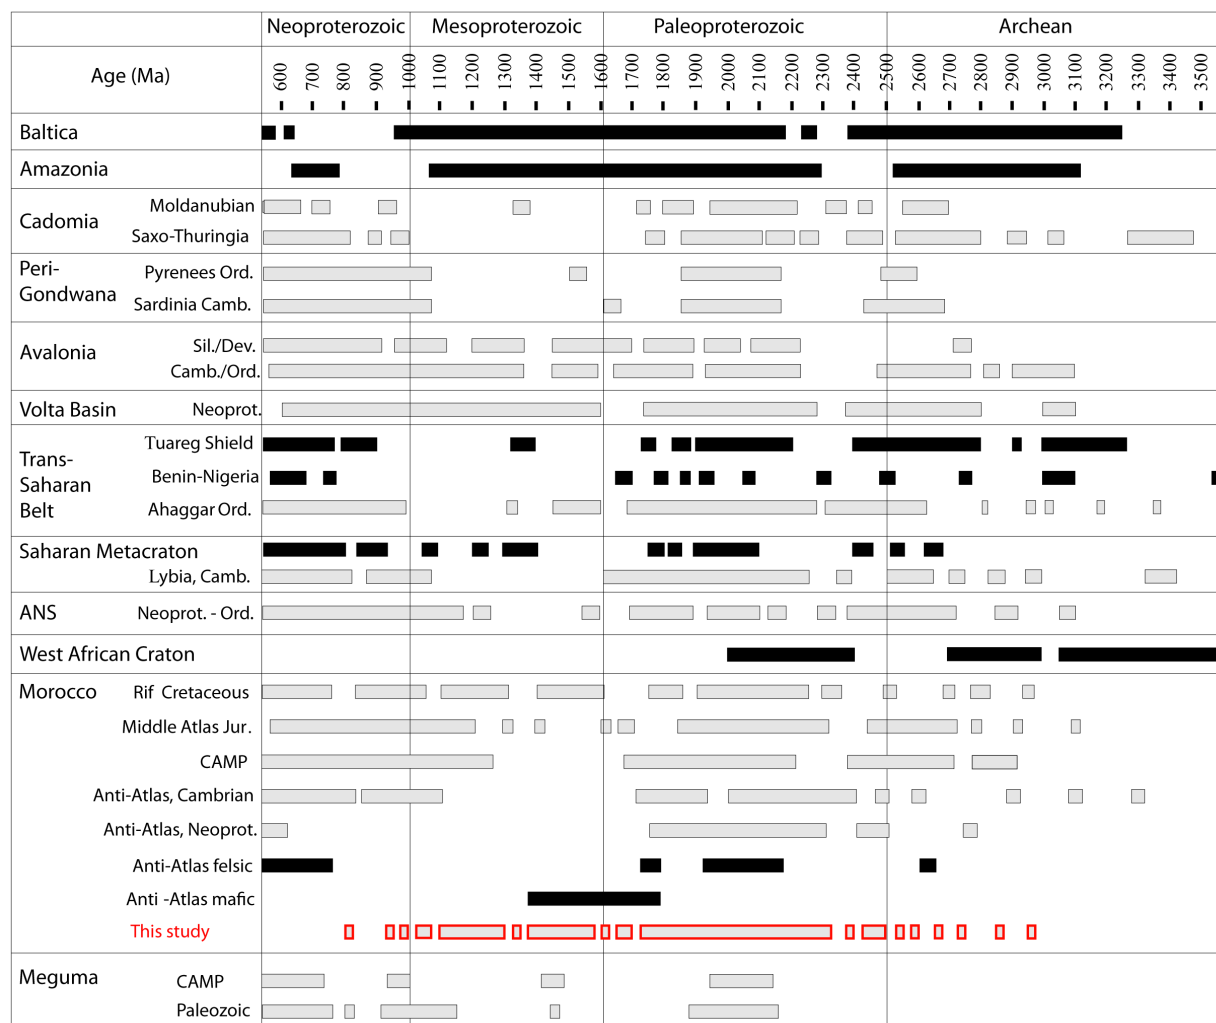 Neoproterozoic Mesoproterozoic Paleoproterozoic Archean
Age (Ma) 600 700 800 900 1000 1100 1200 1300 1400 1500 1600 1700 1800 1900 2000 2100 2200 2300 2400 2500 2600 2700 2800 2900 3000 3100 3200 3300 3400 3500
Baltica
Amazonia
Cadomia Moldanubian
Saxo-Thuringia
Peri-
Gondwana
Pyrenees Ord.
Sardinia Camb.
Avalonia Sil./Dev.
Camb./Ord.
Volta Basin Neoprot.
Trans-
Saharan
Belt
Tuareg Shield
Benin-Nigeria
Ahaggar Ord.
Saharan Metacraton
Lybia, Camb.
ANS Neoprot. - Ord.
West African Craton
Morocco Rif Cretaceous
Middle Atlas Jur.
CAMP
Anti-Atlas, Cambrian
Anti-Atlas, Neoprot.
Anti-Atlas felsic
Anti -Atlas mafic
This study
Meguma CAMP
Paleozoic